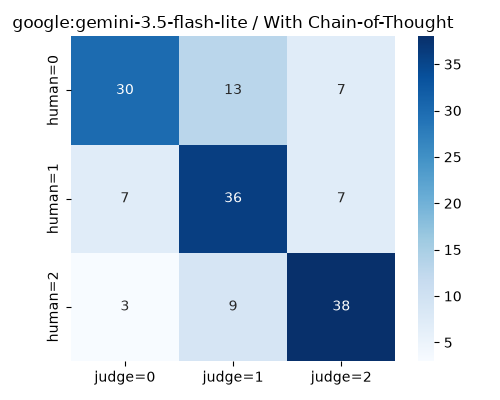 google:gemini-3.5-flash-lite / With Chain-of-Thought
human=0
30 13 7
human=1
7 36 7
human=2
3 9 38
judge=0 judge=1 judge=2
35
30
25
20
15
10
5